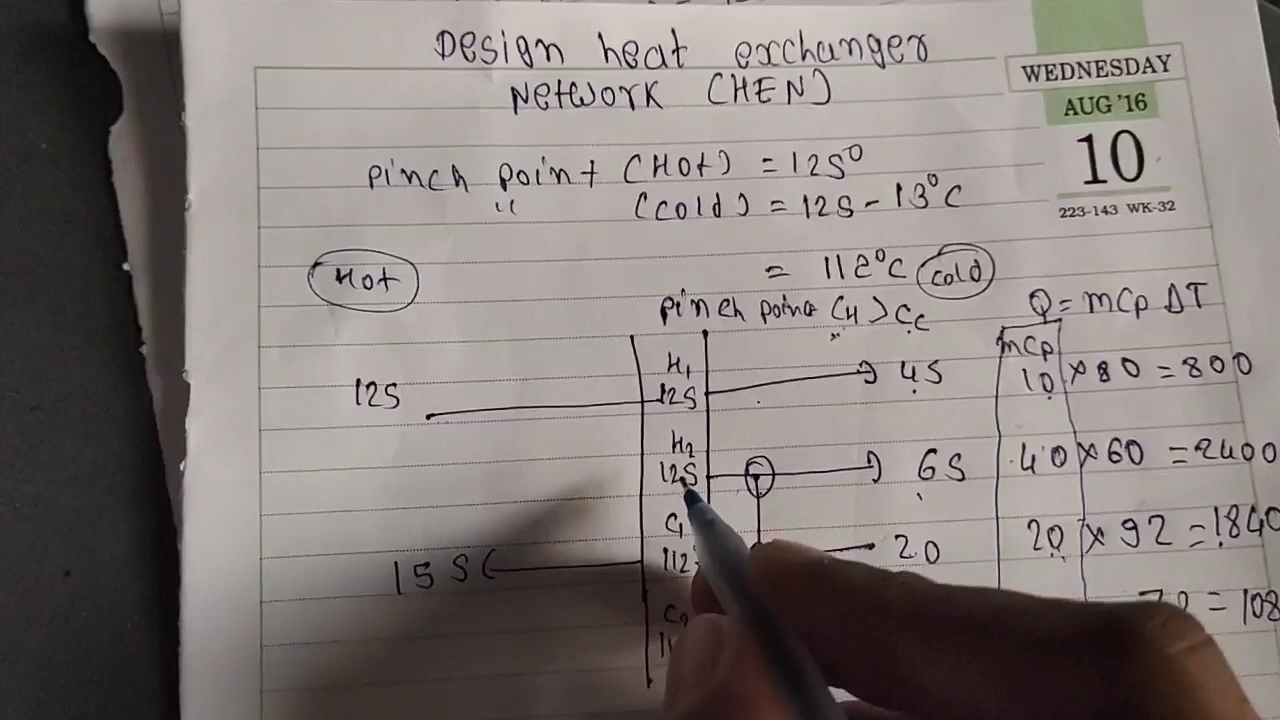 Design heat exchanger
Network (HEN)
WEDNESDAY
AUG '16
10
223-143 WK-32
pinch point (Hot) = 125°
" (cold) = 125 - 13°C
= 112°C cold
Hot
pinch point (H) Cc
Q = mCp ΔT
mCp
125 H1 125 45 10 × 80 = 800
H2
125 65 40 × 60 = 2400
C1
155 112 20 20 × 92 = 1840
= 108